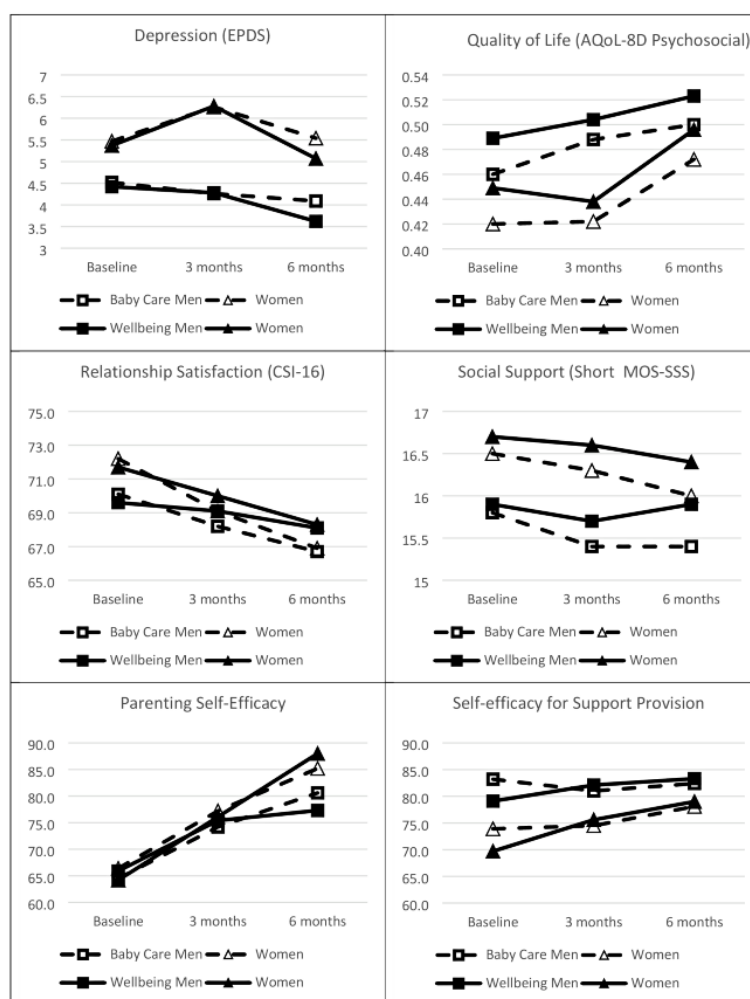 Depression (EPDS)
7
6.5
6
5.5
5
4.5
4
3.5
3
Baseline 3 months 6 months
Baby Care Men Women
Wellbeing Men Women
Quality of Life (AQoL-8D Psychosocial)
0.54
0.52
0.50
0.48
0.46
0.44
0.42
0.40
Baseline 3 months 6 months
Baby Care Men Women
Wellbeing Men Women
Relationship Satisfaction (CSI-16)
75.0
73.0
71.0
69.0
67.0
65.0
Baseline 3 months 6 months
Baby Care Men Women
Wellbeing Men Women
Social Support (Short MOS-SSS)
17
16.5
16
15.5
15
Baseline 3 months 6 months
Baby Care Men Women
Wellbeing Men Women
Parenting Self-Efficacy
90.0
85.0
80.0
75.0
70.0
65.0
60.0
Baseline 3 months 6 months
Baby Care Men Women
Wellbeing Men Women
Self-efficacy for Support Provision
90.0
85.0
80.0
75.0
70.0
65.0
60.0
Baseline 3 months 6 months
Baby Care Men Women
Wellbeing Men Women